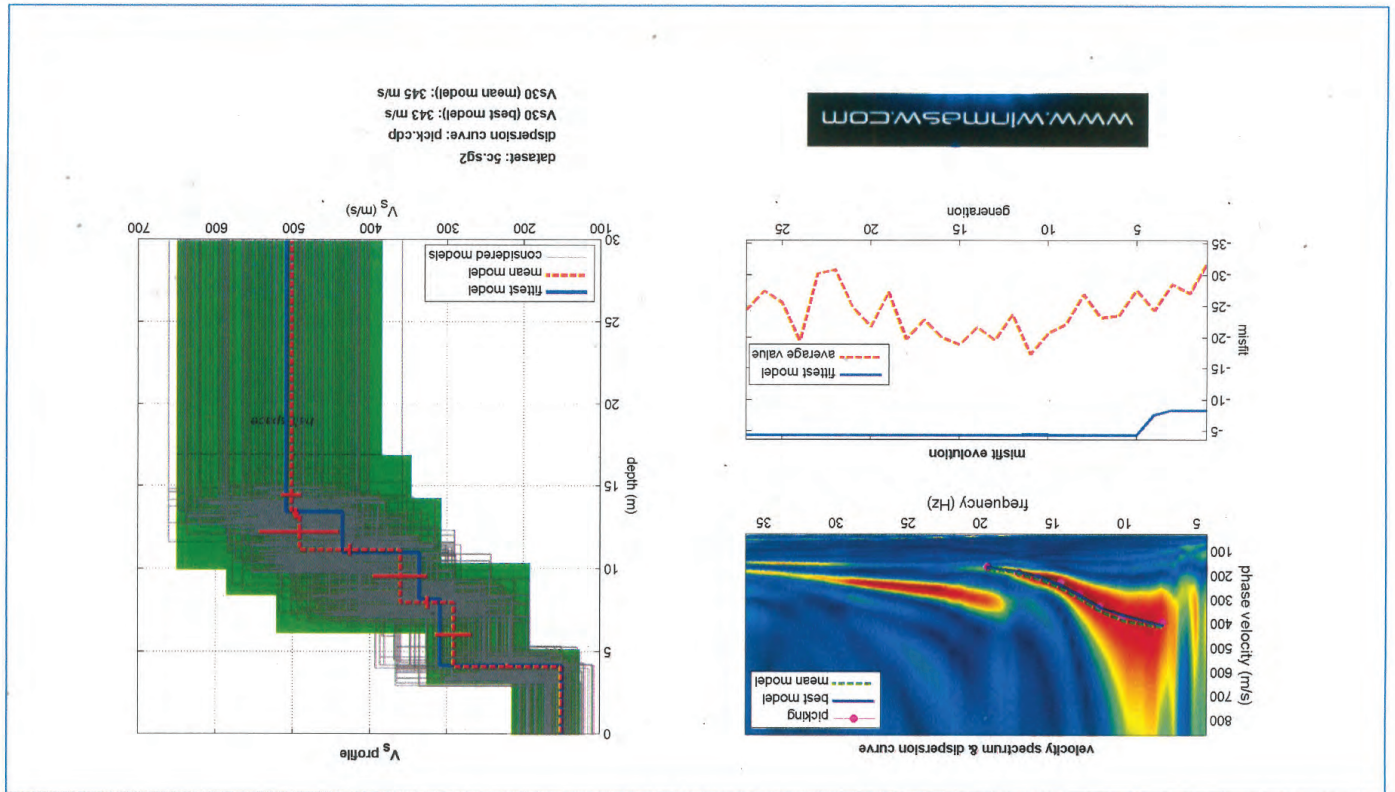 velocity spectrum & dispersion curve
picking
best model
mean model
phase velocity (m/s)
800
700
600
500
400
300
200
100
5
10
15
20
25
30
35
frequency (Hz)
misfit evolution
fittest model
average value
misfit
-5
-10
-15
-20
-25
-30
-35
5
10
15
20
25
generation
www.winmasw.com
Vs profile
0
5
10
15
20
25
30
depth (m)
halfspace
fittest model
mean model
considered models
100
200
300
400
500
600
700
Vs (m/s)
dataset: 5c.sg2
dispersion curve: pick.cdp
Vs30 (best model): 343 m/s
Vs30 (mean model): 345 m/s